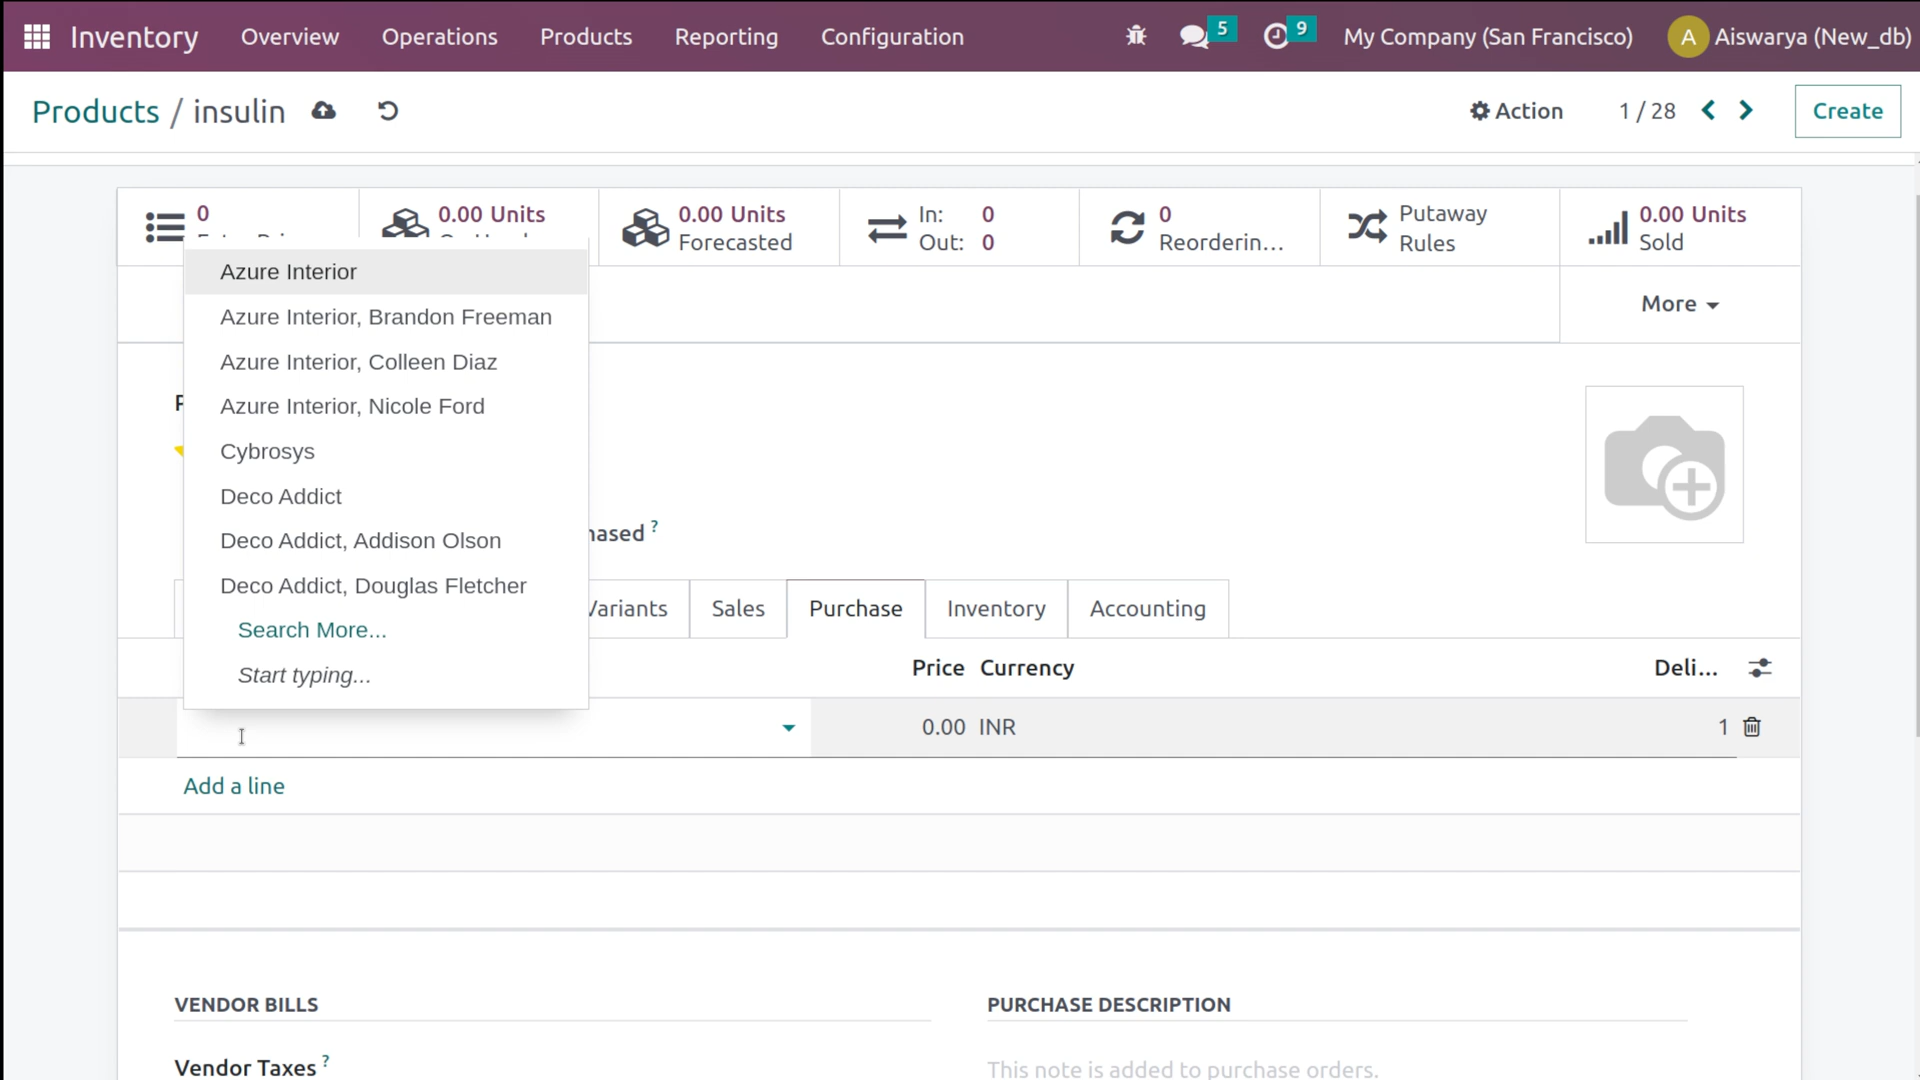 Inventory Overview Operations Products Reporting Configuration 5 9 My Company (San Francisco) A Aiswarya (New_db)
Products / insulin Action 1 / 28 Create
0 0.00 Units 0.00 Units In: 0 0 Putaway 0.00 Units
Forecasted Out: 0 Reorderin... Rules Sold
Azure Interior
More
Azure Interior, Brandon Freeman
Azure Interior, Colleen Diaz
Azure Interior, Nicole Ford
Cybrosys
Deco Addict
hased ?
Deco Addict, Addison Olson
Deco Addict, Douglas Fletcher
Variants Sales Purchase Inventory Accounting
Search More...
Start typing...
Price Currency Deli...
0.00 INR 1
Add a line
VENDOR BILLS PURCHASE DESCRIPTION
Vendor Taxes ? This note is added to purchase orders.